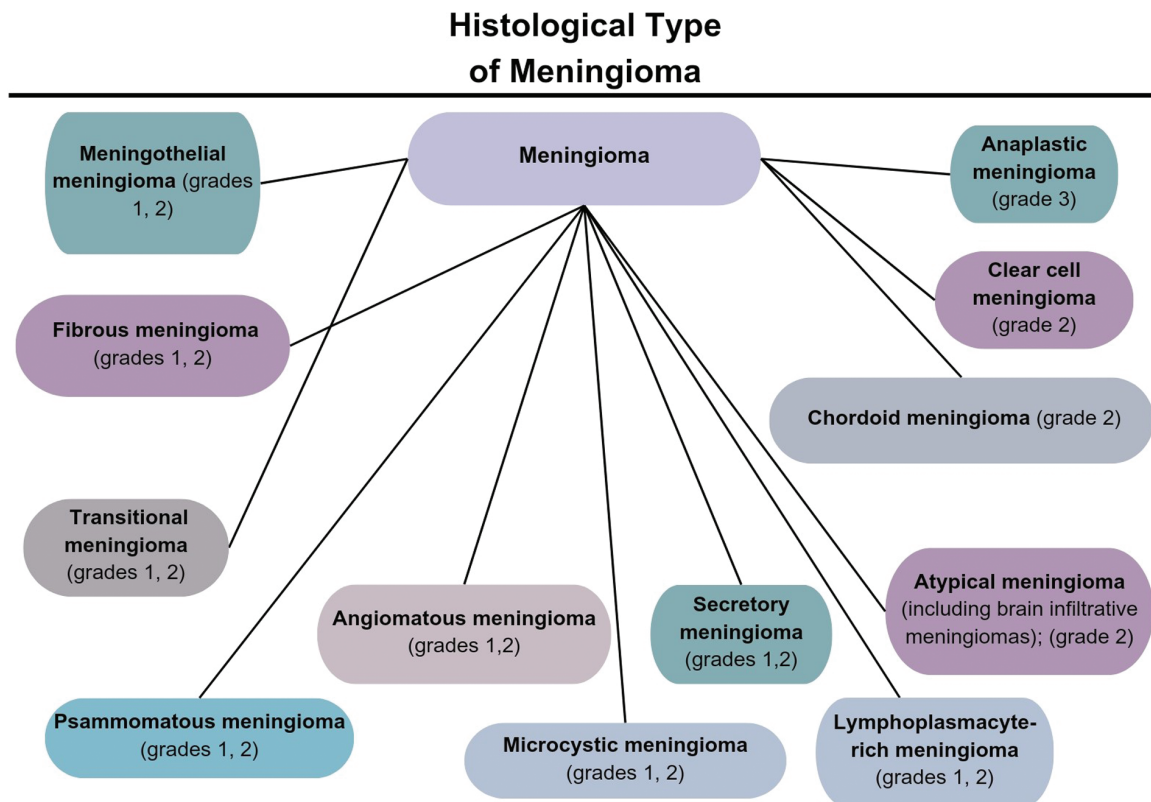 Histological Type
of Meningioma
Meningothelial
meningioma (grades
1, 2)
Meningioma
Anaplastic
meningioma
(grade 3)
Clear cell
meningioma
(grade 2)
Fibrous meningioma
(grades 1, 2)
Chordoid meningioma (grade 2)
Transitional
meningioma
(grades 1, 2)
Angiomatous meningioma
(grades 1,2)
Secretory
meningioma
(grades 1,2)
Atypical meningioma
(including brain infiltrative
meningiomas); (grade 2)
Psammomatous meningioma
(grades 1, 2)
Microcystic meningioma
(grades 1, 2)
Lymphoplasmacyte-
rich meningioma
(grades 1, 2)